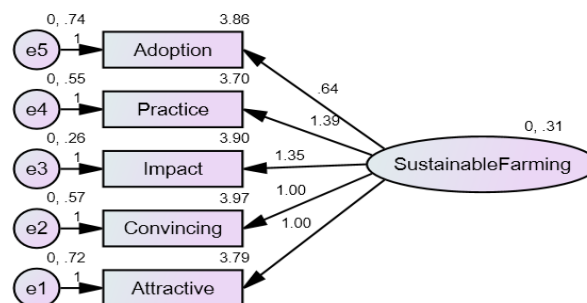 0, .74 3.86
e5 1 Adoption
.64
0, .55 3.70
e4 1 Practice
1.39
0, .26 3.90 0, .31
e3 1 Impact 1.35 SustainableFarming
0, .57 3.97 1.00
e2 1 Convincing
1.00
0, .72 3.79
e1 1 Attractive